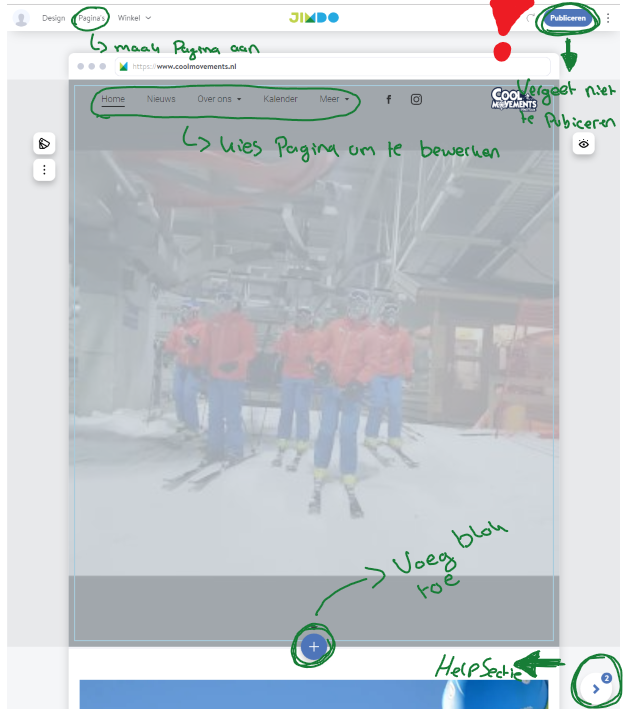 Design Pagina's Winkel JIMDO Publiceren
maak Pagina aan
https://www.coolmovements.nl
Home Nieuws Over ons Kalender Meer
COOL MOVEMENTS
Vergeet niet
te Publiceren
kies Pagina om te bewerken
Voeg blok
toe
+
HelpSectie
2